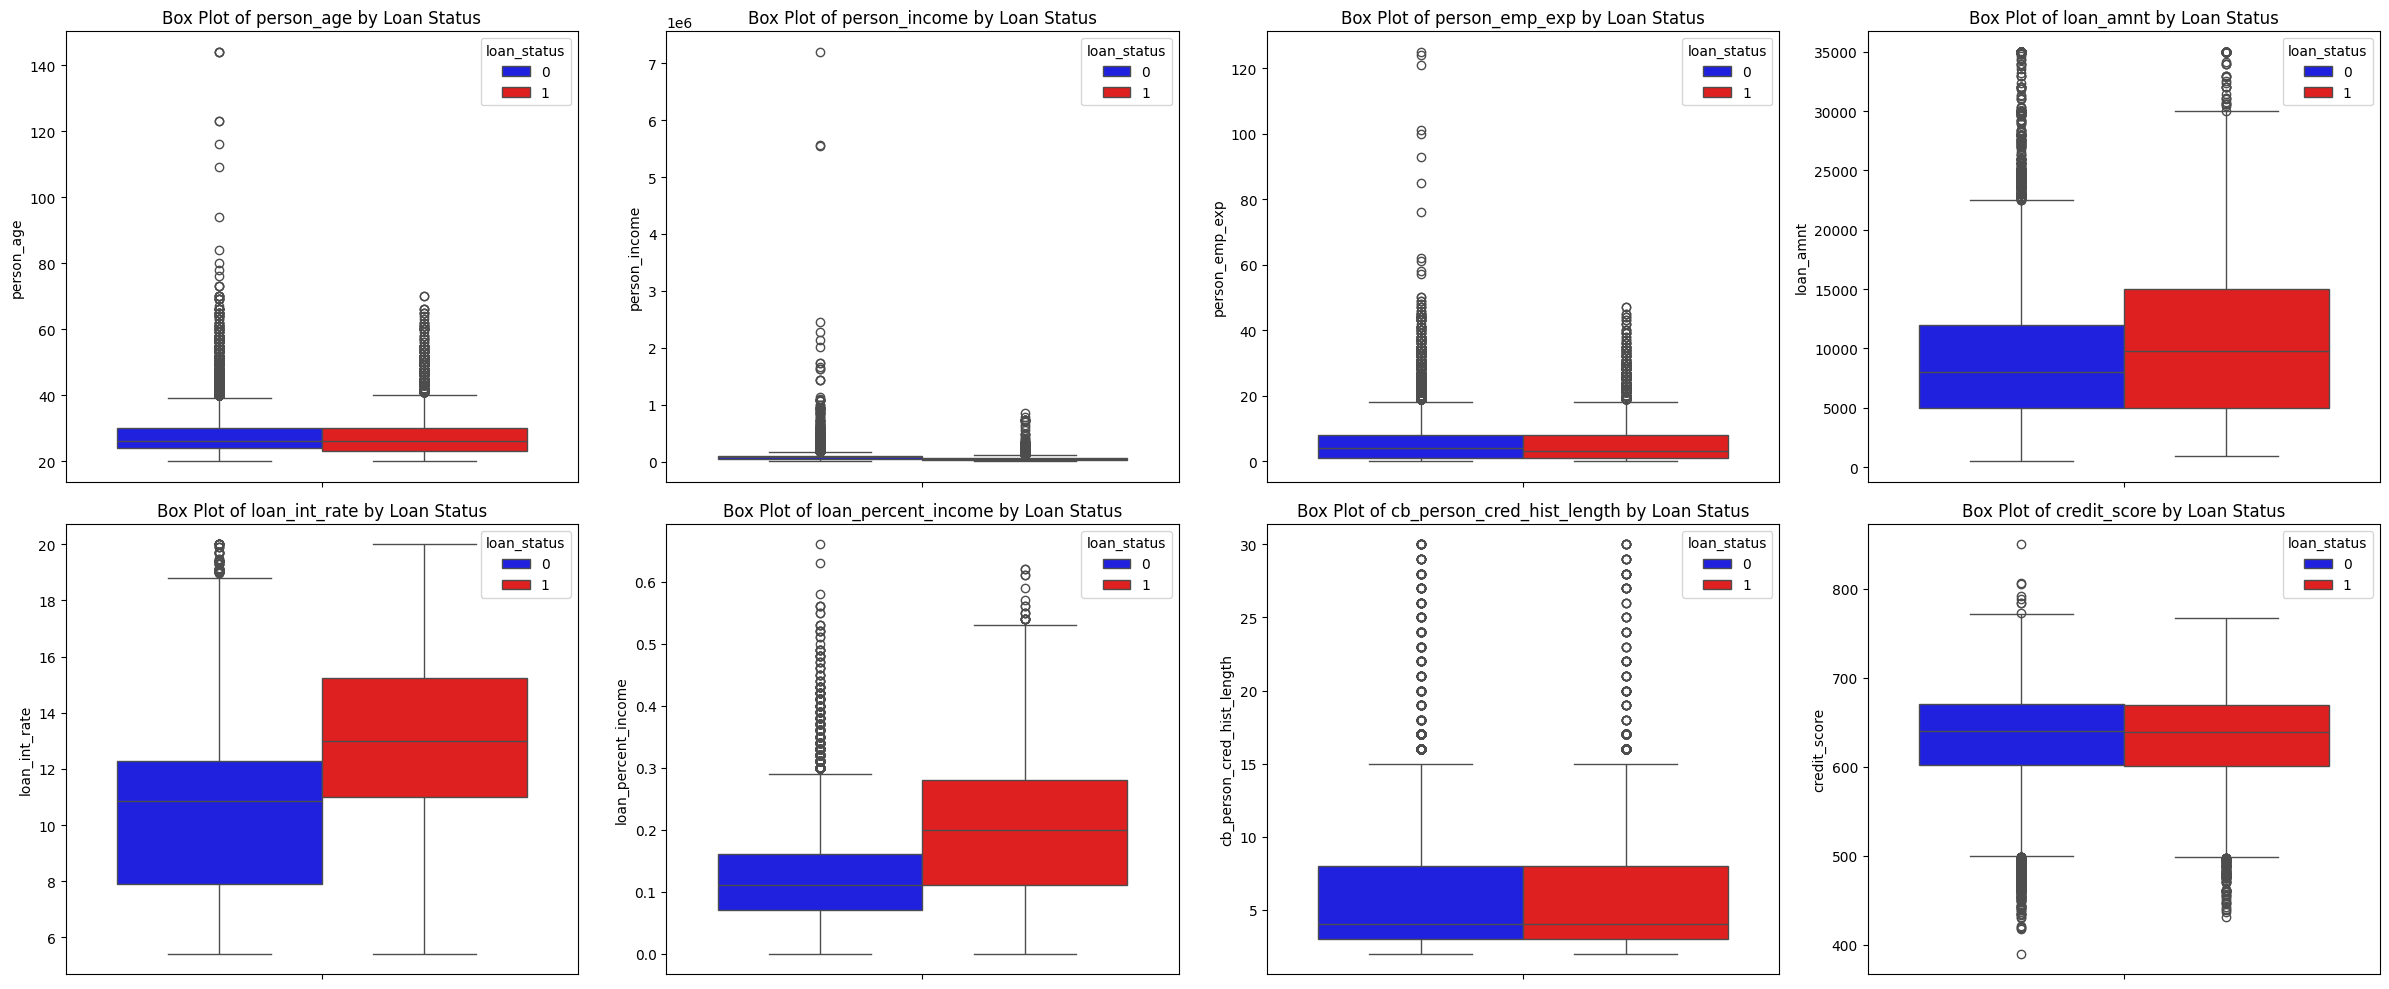 Box Plot of person_age by Loan Status
person_age
140
120
100
80
60
40
20
loan_status
0
1
Box Plot of person_income by Loan Status
1e6
person_income
7
6
5
4
3
2
1
0
loan_status
0
1
Box Plot of person_emp_exp by Loan Status
person_emp_exp
120
100
80
60
40
20
0
loan_status
0
1
Box Plot of loan_amnt by Loan Status
loan_amnt
35000
30000
25000
20000
15000
10000
5000
0
loan_status
0
1
Box Plot of loan_int_rate by Loan Status
loan_int_rate
20
18
16
14
12
10
8
6
loan_status
0
1
Box Plot of loan_percent_income by Loan Status
loan_percent_income
0.6
0.5
0.4
0.3
0.2
0.1
0.0
loan_status
0
1
Box Plot of cb_person_cred_hist_length by Loan Status
cb_person_cred_hist_length
30
25
20
15
10
5
loan_status
0
1
Box Plot of credit_score by Loan Status
credit_score
800
700
600
500
400
loan_status
0
1